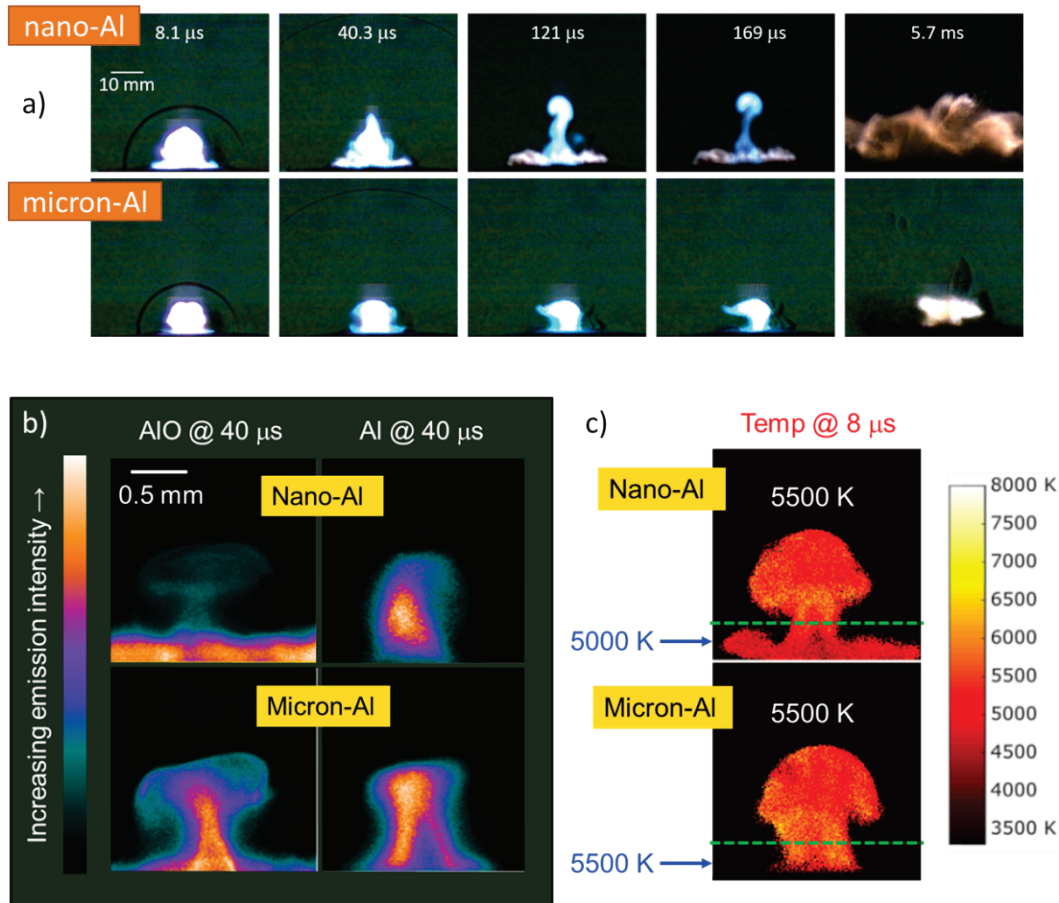 nano-Al
8.1 µs
40.3 µs
121 µs
169 µs
5.7 ms
10 mm
a)
micron-Al
b)
AlO @ 40 µs
Al @ 40 µs
0.5 mm
Nano-Al
Micron-Al
Increasing emission intensity →
c)
Temp @ 8 µs
Nano-Al
5500 K
5000 K
Micron-Al
5500 K
5500 K
8000 K
7500
7000
6500
6000
5500
5000
4500
4000
3500 K